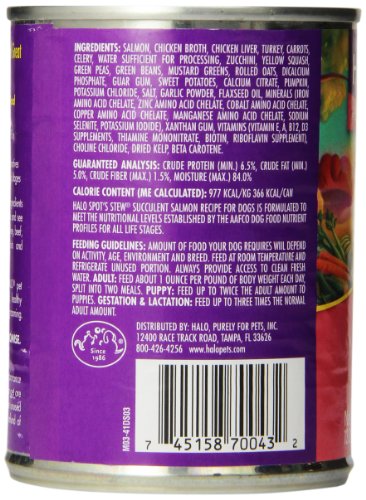 INGREDIENTS: SALMON, CHICKEN BROTH, CHICKEN LIVER, TURKEY, CARROTS,
CELERY, WATER SUFFICIENT FOR PROCESSING, ZUCCHINI, YELLOW SQUASH,
GREEN PEAS, GREEN BEANS, MUSTARD GREENS, ROLLED OATS, DICALCIUM
PHOSPHATE, GUAR GUM, SWEET POTATOES, CALCIUM CITRATE, PUMPKIN,
POTASSIUM CHLORIDE, SALT, GARLIC POWDER, FLAXSEED OIL, MINERALS (IRON
AMINO ACID CHELATE, ZINC AMINO ACID CHELATE, COBALT AMINO ACID CHELATE,
COPPER AMINO ACID CHELATE, MANGANESE AMINO ACID CHELATE, SODIUM
SELENITE, POTASSIUM IODIDE), XANTHAN GUM, VITAMINS (VITAMIN E, A, B12, D3
SUPPLEMENTS, THIAMINE MONONITRATE, BIOTIN, RIBOFLAVIN SUPPLEMENT),
CHOLINE CHLORIDE, DRIED KELP, BETA CAROTENE.
GUARANTEED ANALYSIS: CRUDE PROTEIN (MIN.) 6.5%, CRUDE FAT (MIN.)
5.0%, CRUDE FIBER (MAX.) 1.5%, MOISTURE (MAX.) 84.0%
CALORIE CONTENT (ME CALCULATED): 977 KCAL/KG 366 KCAL/CAN
HALO SPOT'S STEW® SUCCULENT SALMON RECIPE FOR DOGS IS FORMULATED TO
MEET THE NUTRITIONAL LEVELS ESTABLISHED BY THE AAFCO DOG FOOD NUTRIENT
PROFILES FOR ALL LIFE STAGES.
FEEDING GUIDELINES: AMOUNT OF FOOD YOUR DOG REQUIRES WILL DEPEND
ON ACTIVITY, AGE, ENVIRONMENT AND BREED. FEED AT ROOM TEMPERATURE AND
REFRIGERATE UNUSED PORTION. ALWAYS PROVIDE ACCESS TO CLEAN FRESH
WATER. ADULT: FEED ABOUT 1 OUNCE PER POUND OF BODY WEIGHT EACH DAY,
SPLIT INTO TWO MEALS. PUPPY: FEED UP TO TWICE THE ADULT AMOUNT TO
PUPPIES. GESTATION & LACTATION: FEED UP TO THREE TIMES THE NORMAL
ADULT AMOUNT.
Since
1986
DISTRIBUTED BY: HALO, PURELY FOR PETS, INC.
12400 RACE TRACK ROAD, TAMPA, FL 33626
800-426-4256 www.halopets.com
M93-41DS03
7 45158 70043 2